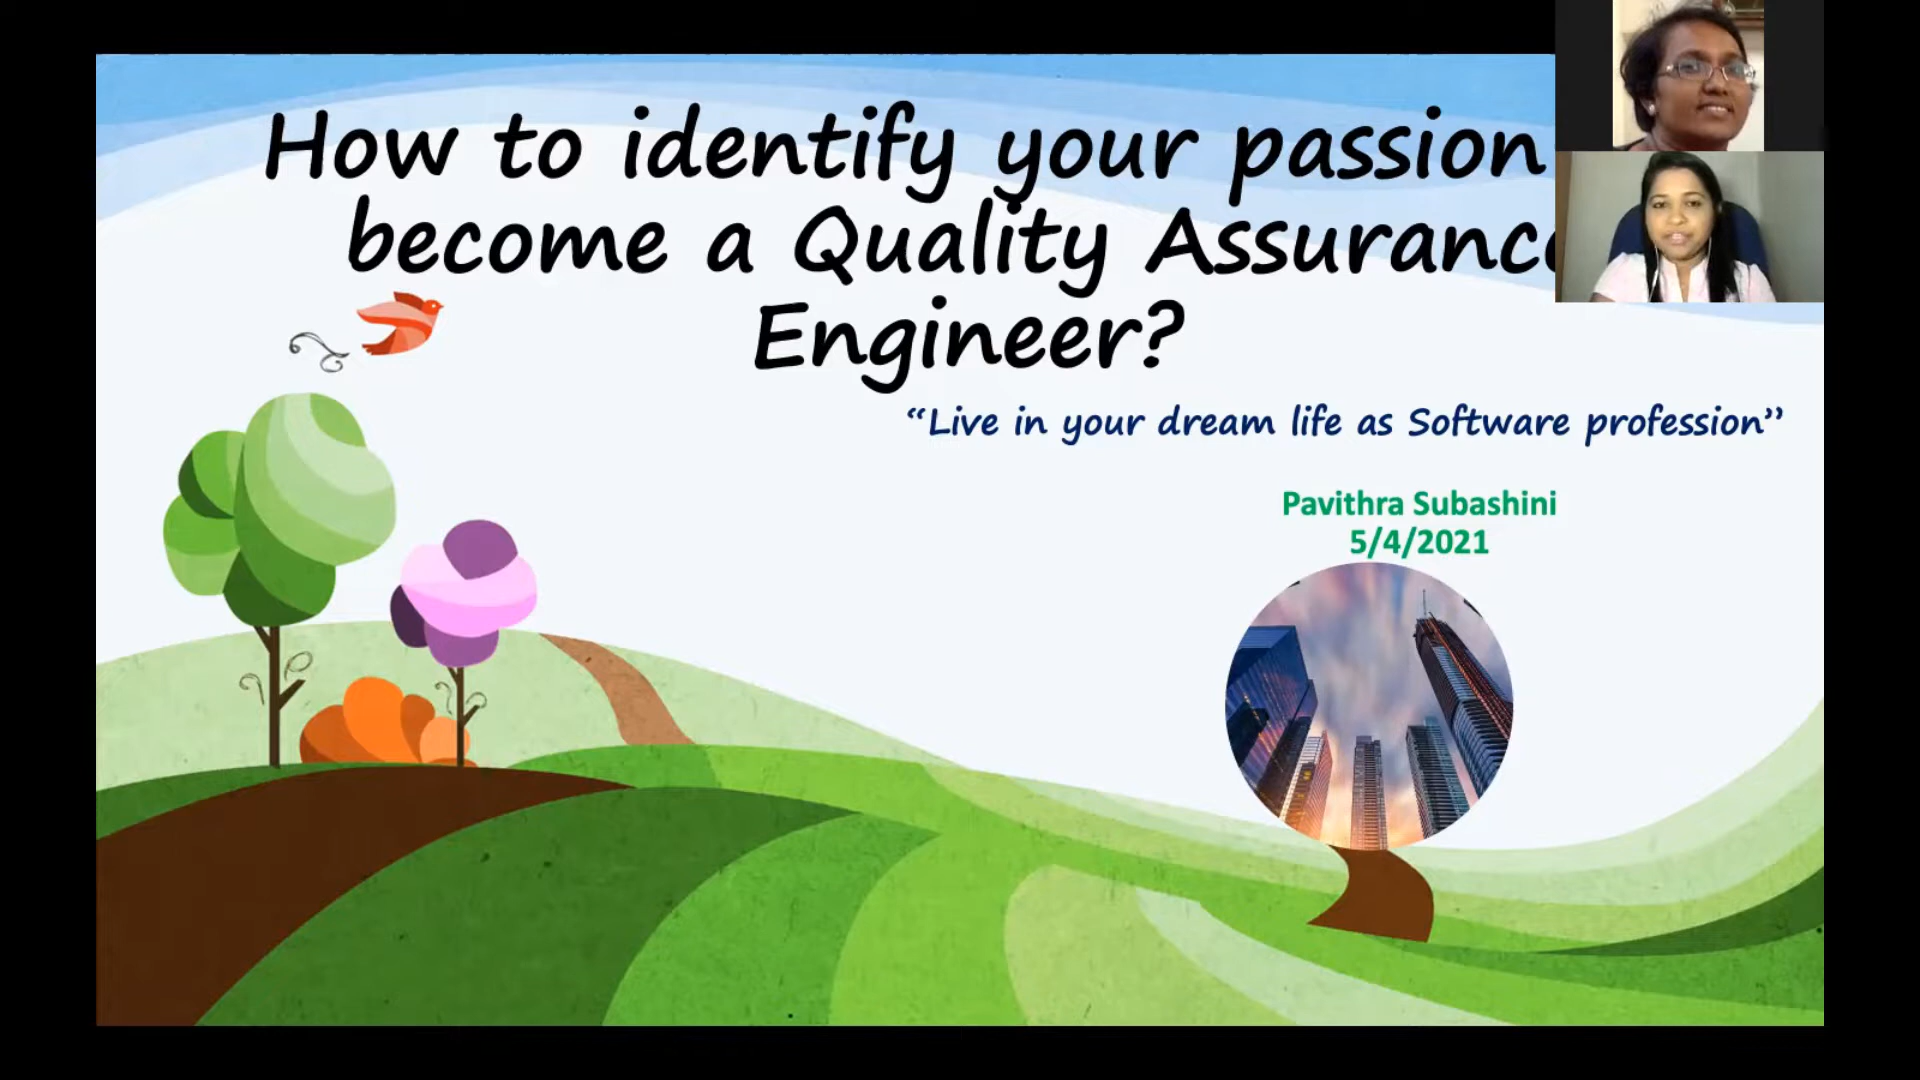 How to identify your passion
become a Quality Assuranc
Engineer?
“Live in your dream life as Software profession”
Pavithra Subashini
5/4/2021